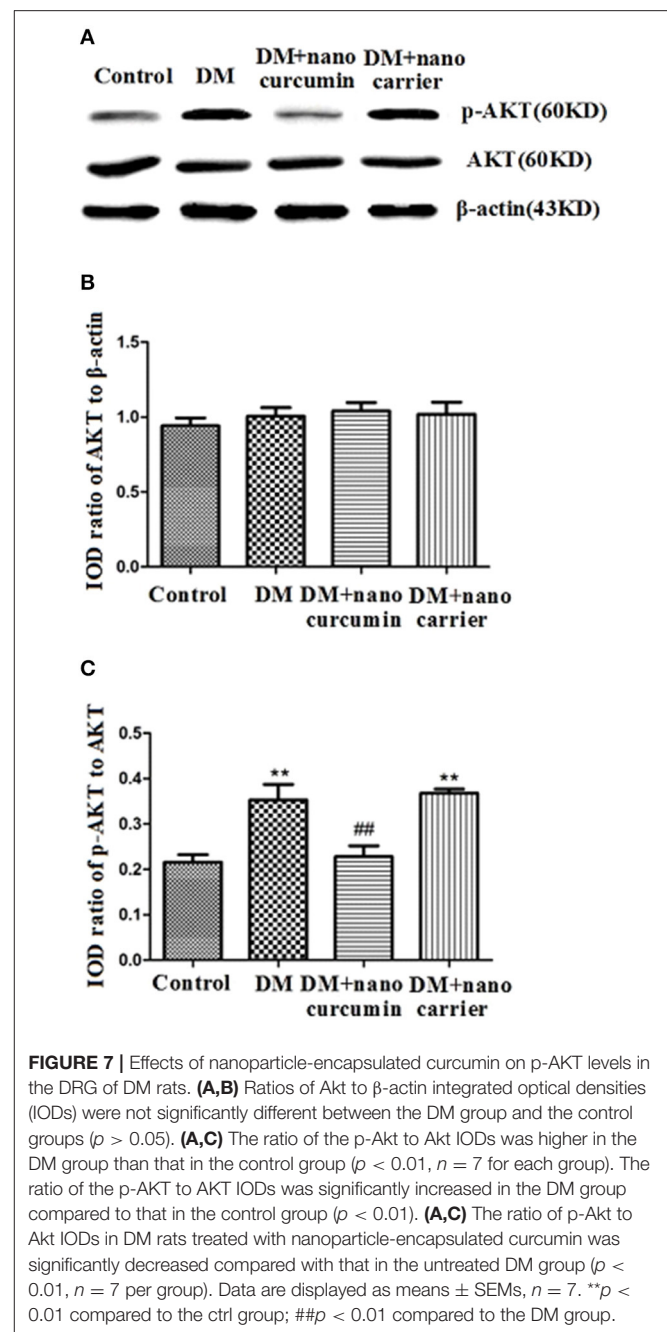 A
Control DM DM+nano curcumin DM+nano carrier
p-AKT(60KD)
AKT(60KD)
β-actin(43KD)
B
IOD ratio of AKT to β-actin
1.5
1.0
0.5
0.0
Control DM DM+nano DM+nano
curcumin carrier
C
IOD ratio of p-AKT to AKT
0.5
0.4
0.3
0.2
0.1
0.0
** ## **
Control DM DM+nano DM+nano
curcumin carrier
FIGURE 7 | Effects of nanoparticle-encapsulated curcumin on p-AKT levels in
the DRG of DM rats. (A,B) Ratios of Akt to β-actin integrated optical densities
(IODs) were not significantly different between the DM group and the control
groups (p > 0.05). (A,C) The ratio of the p-Akt to Akt IODs was higher in the
DM group than that in the control group (p < 0.01, n = 7 for each group). The
ratio of the p-AKT to AKT IODs was significantly increased in the DM group
compared to that in the control group (p < 0.01). (A,C) The ratio of p-Akt to
Akt IODs in DM rats treated with nanoparticle-encapsulated curcumin was
significantly decreased compared with that in the untreated DM group (p <
0.01, n = 7 per group). Data are displayed as means ± SEMs, n = 7. **p <
0.01 compared to the ctrl group; ##p < 0.01 compared to the DM group.